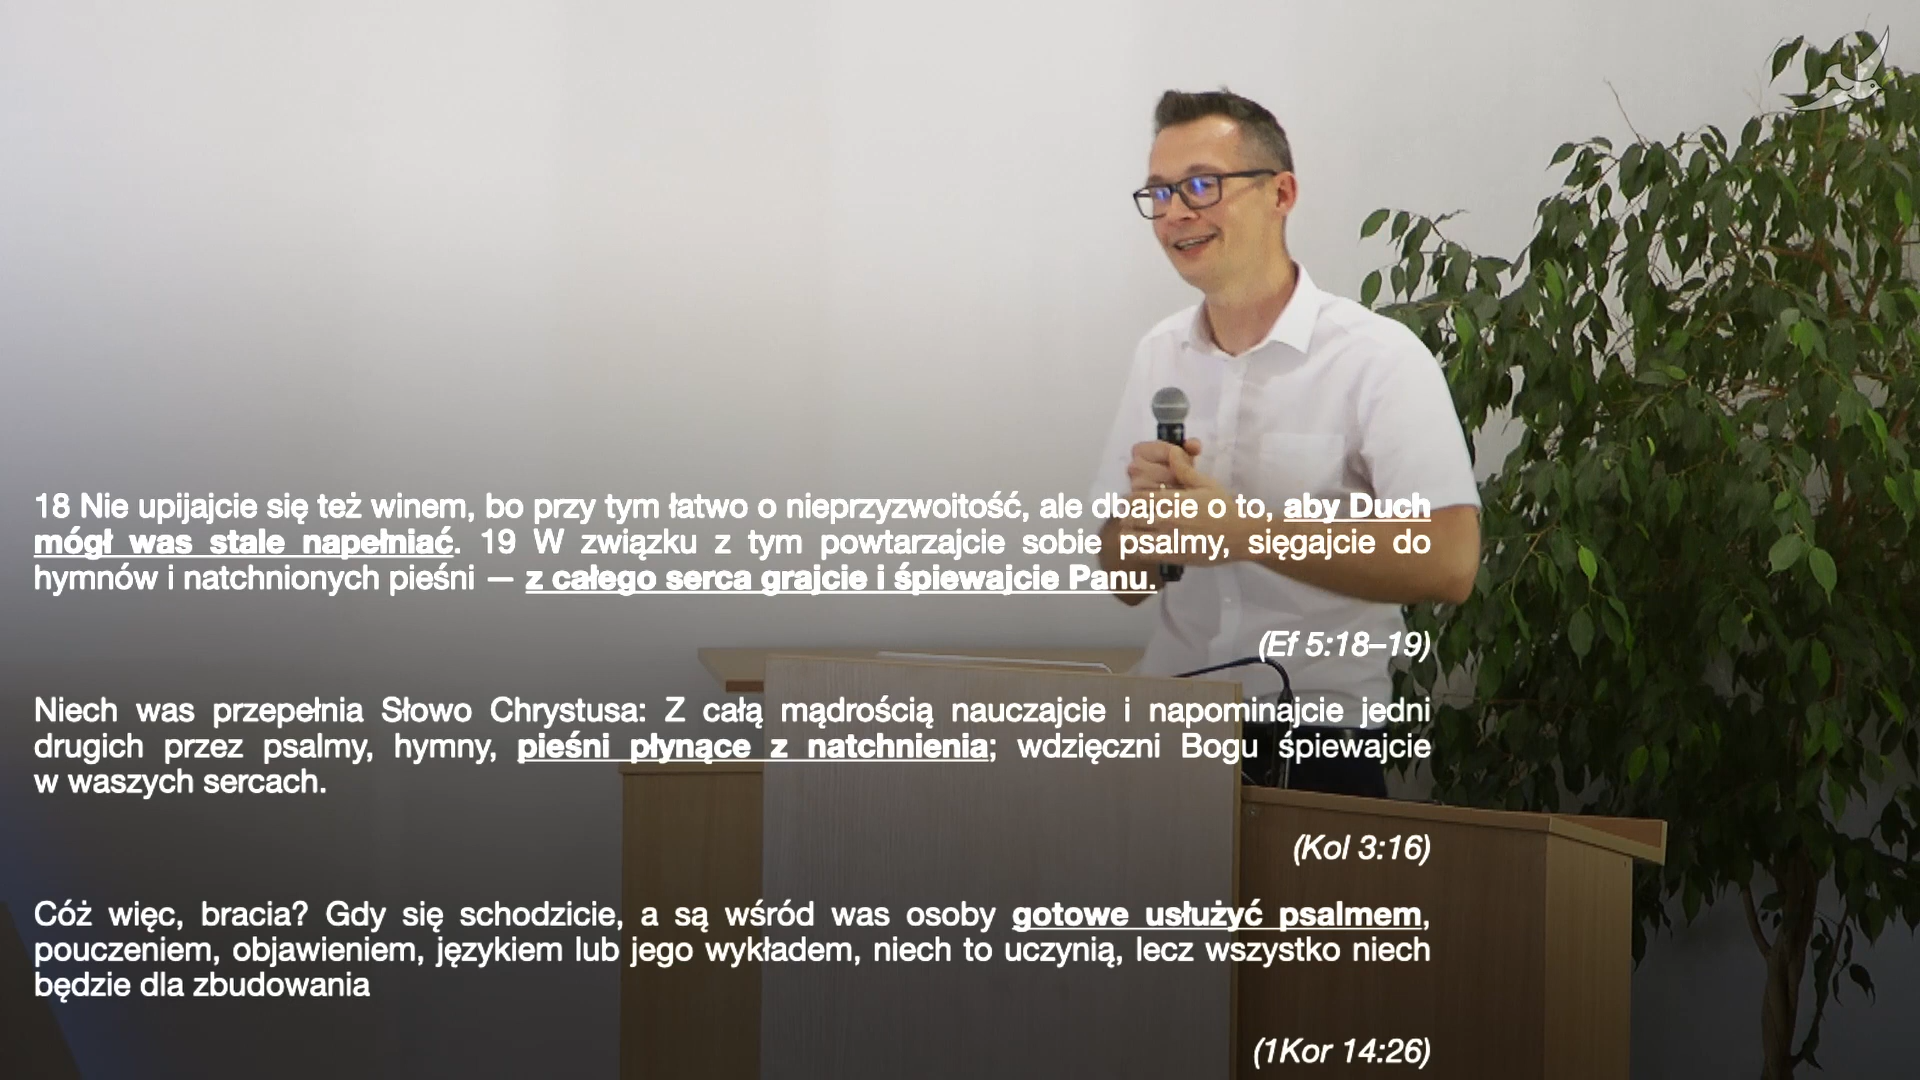 18 Nie upijajcie się też winem, bo przy tym łatwo o nieprzyzwoitość, ale dbajcie o to, aby Duch
mógł was stale napełniać. 19 W związku z tym powtarzajcie sobie psalmy, sięgajcie do
hymnów i natchnionych pieśni — z całego serca grajcie i śpiewajcie Panu.
(Ef 5:18–19)
Niech was przepełnia Słowo Chrystusa: Z całą mądrością nauczajcie i napominajcie jedni
drugich przez psalmy, hymny, pieśni płynące z natchnienia; wdzięczni Bogu śpiewajcie
w waszych sercach.
(Kol 3:16)
Cóż więc, bracia? Gdy się schodzicie, a są wśród was osoby gotowe usłużyć psalmem,
pouczeniem, objawieniem, językiem lub jego wykładem, niech to uczynią, lecz wszystko niech
będzie dla zbudowania
(1Kor 14:26)